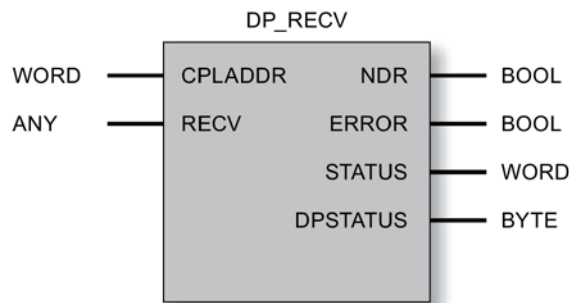 DP_RECV
WORD CPLADDR NDR BOOL
ANY RECV ERROR BOOL
STATUS WORD
DPSTATUS BYTE